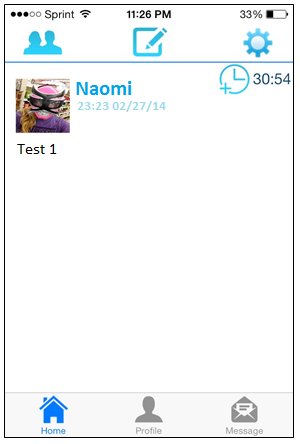 Sprint 11:26 PM 33%
30:54
Naomi
23:23 02/27/14
Test 1
Home Profile Message